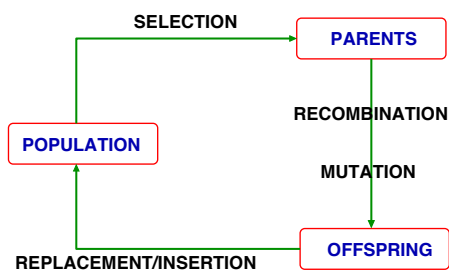 SELECTION
PARENTS
RECOMBINATION
POPULATION
MUTATION
OFFSPRING
REPLACEMENT/INSERTION